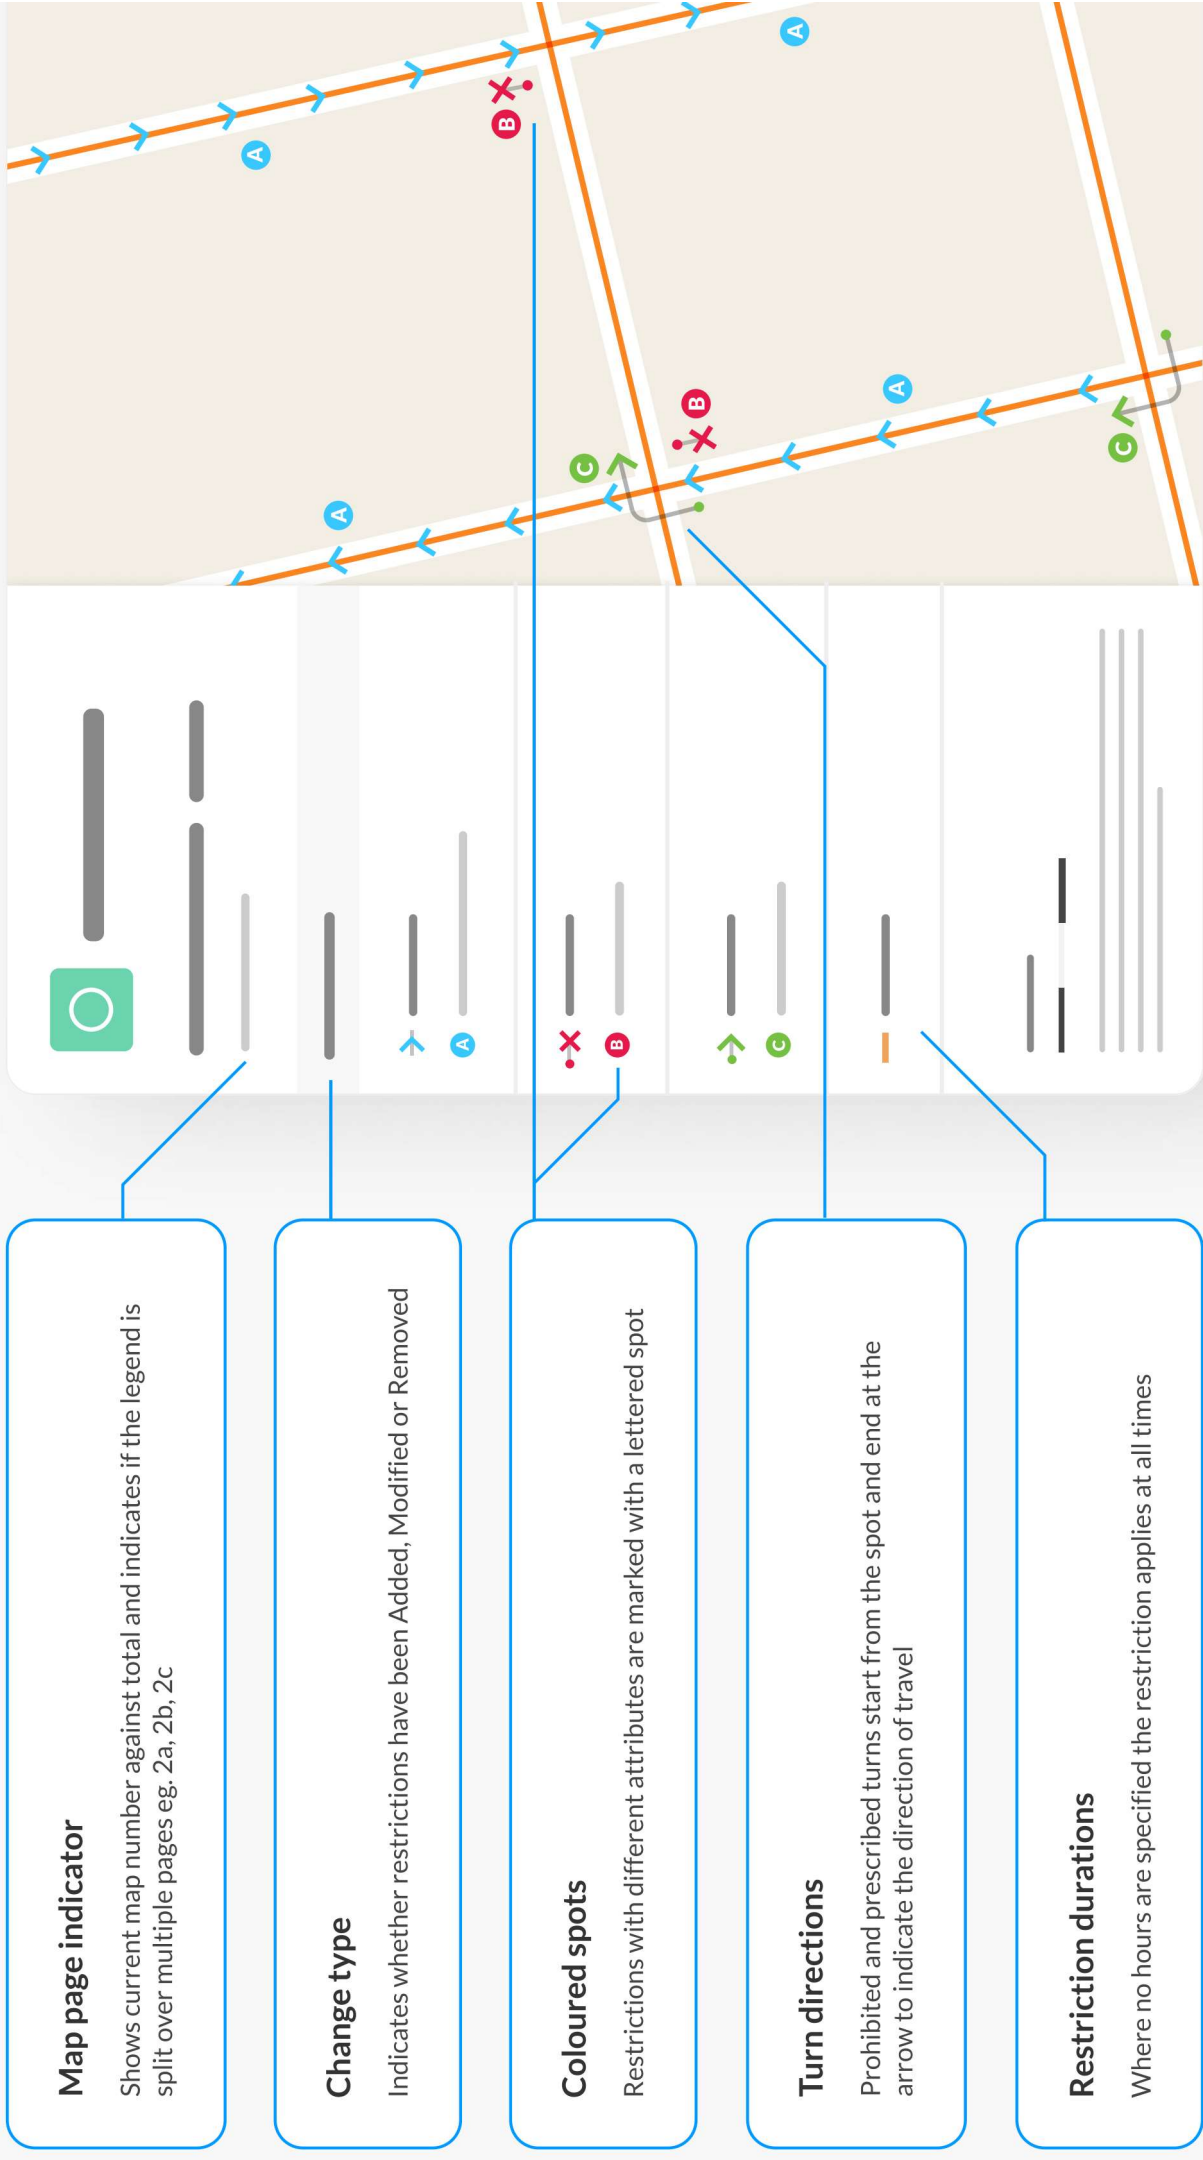 Map page indicator
Shows current map number against total and indicates if the legend is
split over multiple pages eg. 2a, 2b, 2c
Change type
Indicates whether restrictions have been Added, Modified or Removed
Coloured spots
Restrictions with different attributes are marked with a lettered spot
Turn directions
Prohibited and prescribed turns start from the spot and end at the
arrow to indicate the direction of travel
Restriction durations
Where no hours are specified the restriction applies at all times
A
B
C
A
A
B
C
B
A
A
C